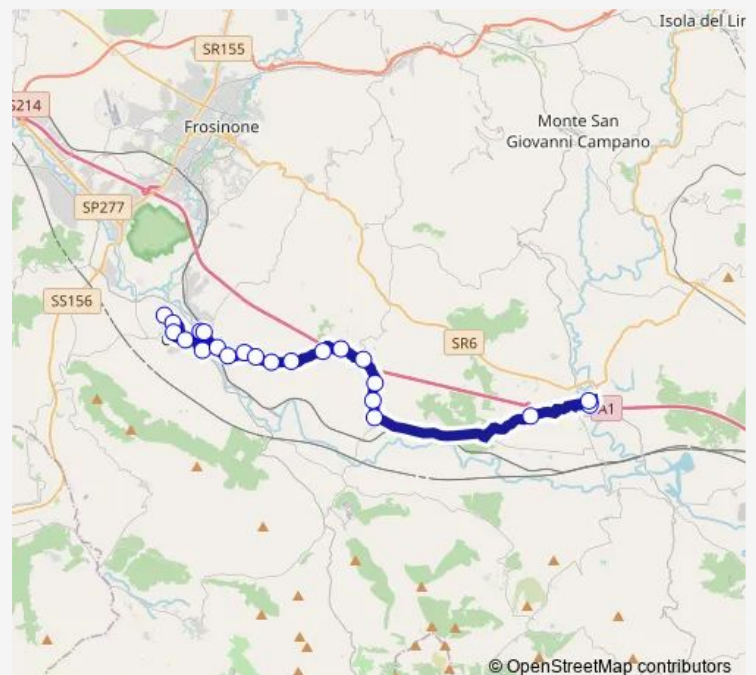 Isola del Lir
SR155
S214
Frosinone
Monte San
Giovanni Campano
SP277
SS156
SR6
A1
© OpenStreetMap contributors